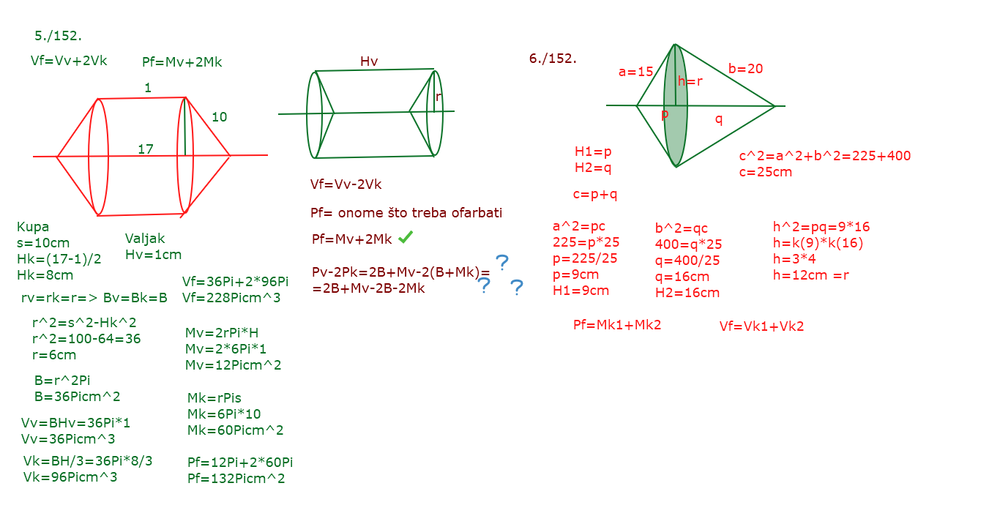 5./152.
Vf=Vv+2Vk
Pf=Mv+2Mk
1
10
17
Kupa
s=10cm
Hk=(17-1)/2
Hk=8cm
Valjak
Hv=1cm
rv=rk=r=> Bv=Bk=B
r^2=s^2-Hk^2
r^2=100-64=36
r=6cm
B=r^2Pi
B=36Picm^2
Vv=BHv=36Pi*1
Vv=36Picm^3
Vk=BH/3=36Pi*8/3
Vk=96Picm^3
Vf=36Pi+2*96Pi
Vf=228Picm^3
Mv=2rPi*H
Mv=2*6Pi*1
Mv=12Picm^2
Mk=rPis
Mk=6Pi*10
Mk=60Picm^2
Pf=12Pi+2*60Pi
Pf=132Picm^2
Hv
r
Vf=Vv-2Vk
Pf= onome što treba ofarbati
Pf=Mv+2Mk
Pv-2Pk=2B+Mv-2(B+Mk)=
=2B+Mv-2B-2Mk
? ? ?
6./152.
a=15
b=20
h=r
p
q
H1=p
H2=q
c=p+q
c^2=a^2+b^2=225+400
c=25cm
a^2=pc
225=p*25
p=225/25
p=9cm
H1=9cm
b^2=qc
400=q*25
q=400/25
q=16cm
H2=16cm
h^2=pq=9*16
h=k(9)*k(16)
h=3*4
h=12cm =r
Pf=Mk1+Mk2
Vf=Vk1+Vk2